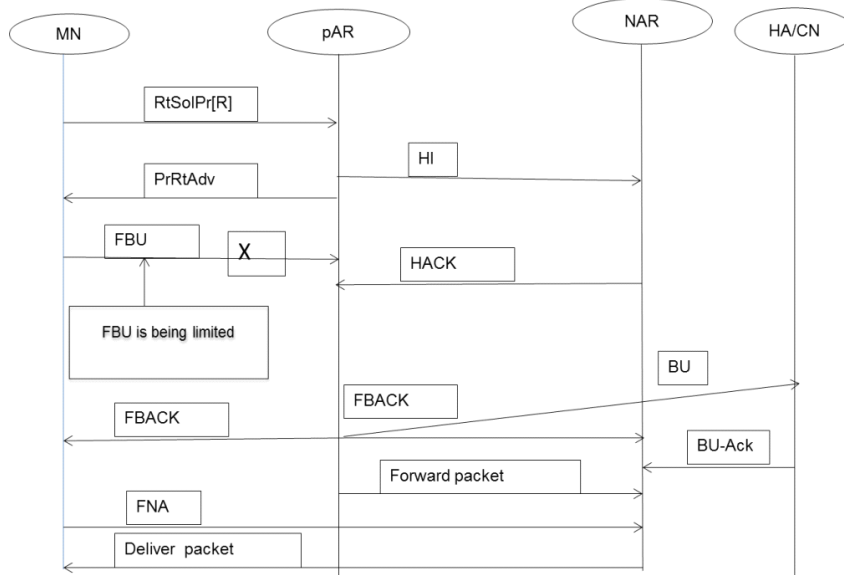 MN
pAR
NAR
HA/CN
RtSolPr[R]
HI
PrRtAdv
FBU
X
HACK
FBU is being limited
BU
FBACK
FBACK
BU-Ack
Forward packet
FNA
Deliver packet